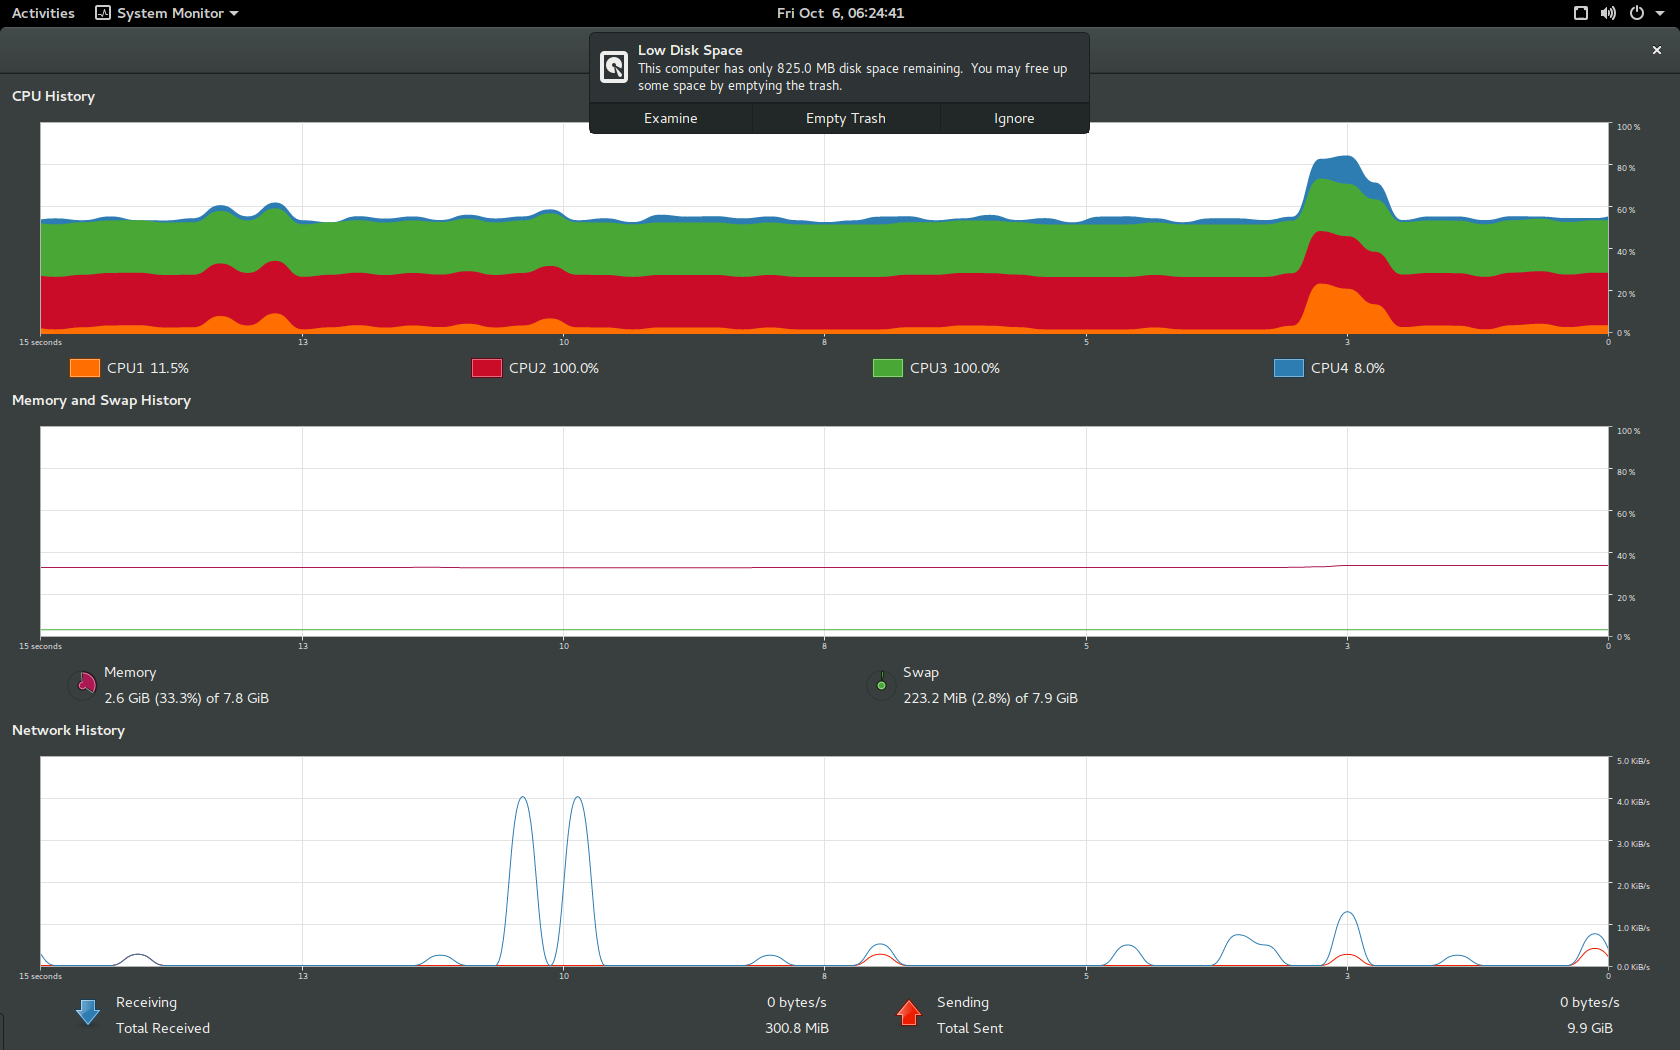 Activities
System Monitor
Fri Oct 6, 06:24:41
Low Disk Space
This computer has only 825.0 MB disk space remaining. You may free up
some space by emptying the trash.
Examine
Empty Trash
Ignore
CPU History
100 %
80 %
60 %
40 %
20 %
0 %
15 seconds
13
10
8
5
3
0
CPU1 11.5%
CPU2 100.0%
CPU3 100.0%
CPU4 8.0%
Memory and Swap History
100 %
80 %
60 %
40 %
20 %
0 %
15 seconds
13
10
8
5
3
0
Memory
2.6 GiB (33.3%) of 7.8 GiB
Swap
223.2 MiB (2.8%) of 7.9 GiB
Network History
5.0 KiB/s
4.0 KiB/s
3.0 KiB/s
2.0 KiB/s
1.0 KiB/s
0.0 KiB/s
15 seconds
13
10
8
5
3
0
Receiving
0 bytes/s
Total Received
300.8 MiB
Sending
0 bytes/s
Total Sent
9.9 GiB